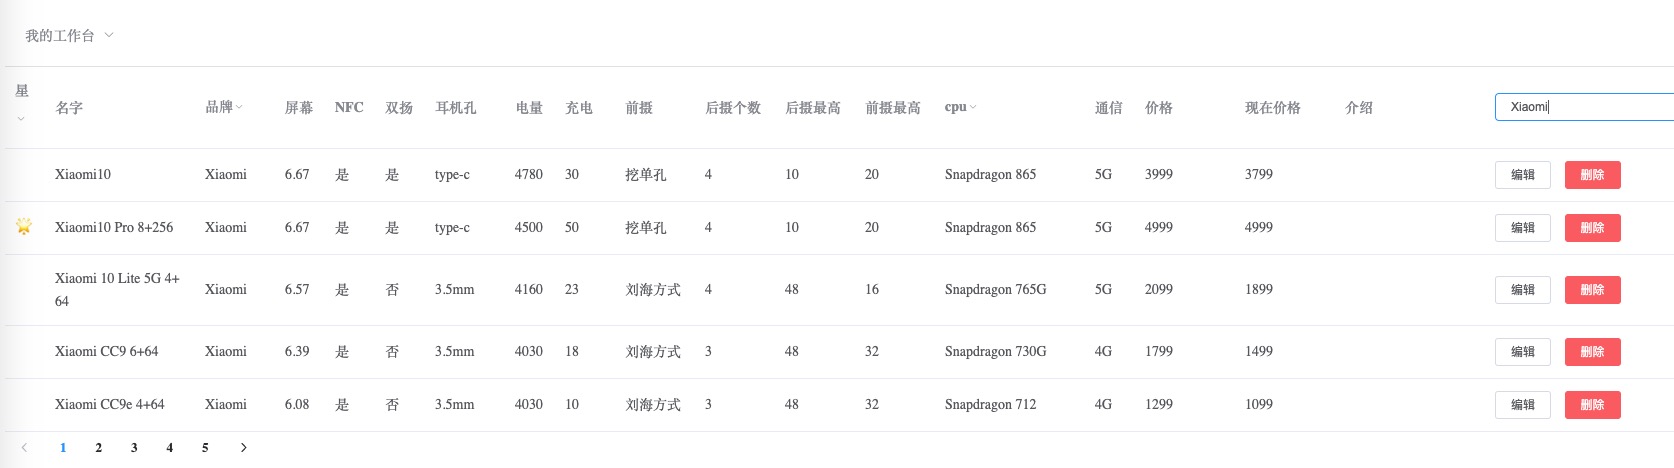 我的工作台
星 名字 品牌 屏幕 NFC 双扬 耳机孔 电量 充电 前摄 后摄个数 后摄最高 前摄最高 cpu 通信 价格 现在价格 介绍 Xiaomi
Xiaomi10 Xiaomi 6.67 是 是 type-c 4780 30 挖单孔 4 10 20 Snapdragon 865 5G 3999 3799 编辑 删除
Xiaomi10 Pro 8+256 Xiaomi 6.67 是 是 type-c 4500 50 挖单孔 4 10 20 Snapdragon 865 5G 4999 4999 编辑 删除
Xiaomi 10 Lite 5G 4+
64 Xiaomi 6.57 是 否 3.5mm 4160 23 刘海方式 4 48 16 Snapdragon 765G 5G 2099 1899 编辑 删除
Xiaomi CC9 6+64 Xiaomi 6.39 是 否 3.5mm 4030 18 刘海方式 3 48 32 Snapdragon 730G 4G 1799 1499 编辑 删除
Xiaomi CC9e 4+64 Xiaomi 6.08 是 否 3.5mm 4030 10 刘海方式 3 48 32 Snapdragon 712 4G 1299 1099 编辑 删除
1 2 3 4 5